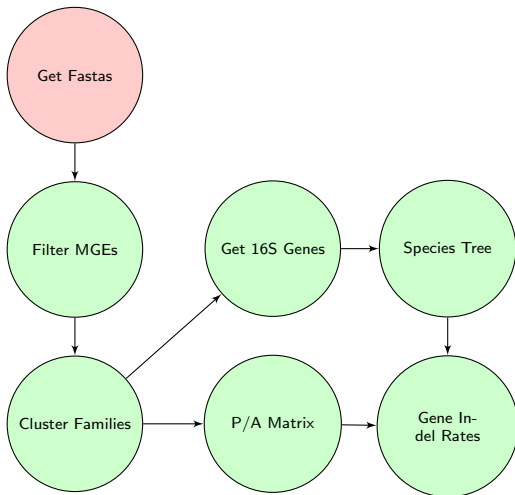 Get Fastas
Filter MGEs
Get 16S Genes
Species Tree
Cluster Families
P/A Matrix
Gene In-
del Rates